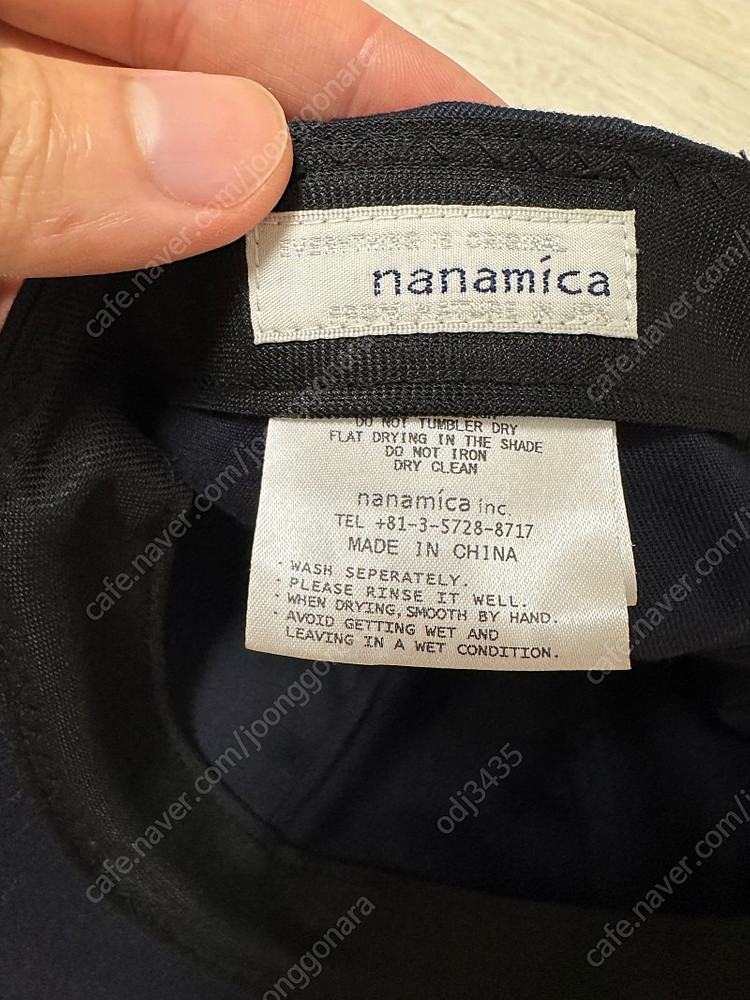 EVERYTHING IS ORIGINAL
nanamíca
DO NOT TUMBLER DRY
FLAT DRYING IN THE SHADE
DO NOT IRON
DRY CLEAN
nanamíca inc.
TEL +81-3-5728-8717
MADE IN CHINA
・WASH SEPERATELY.
・PLEASE RINSE IT WELL.
・WHEN DRYING,SMOOTH BY HAND.
・AVOID GETTING WET AND
LEAVING IN A WET CONDITION.
cafe.naver.com/joonggonara
odj3435